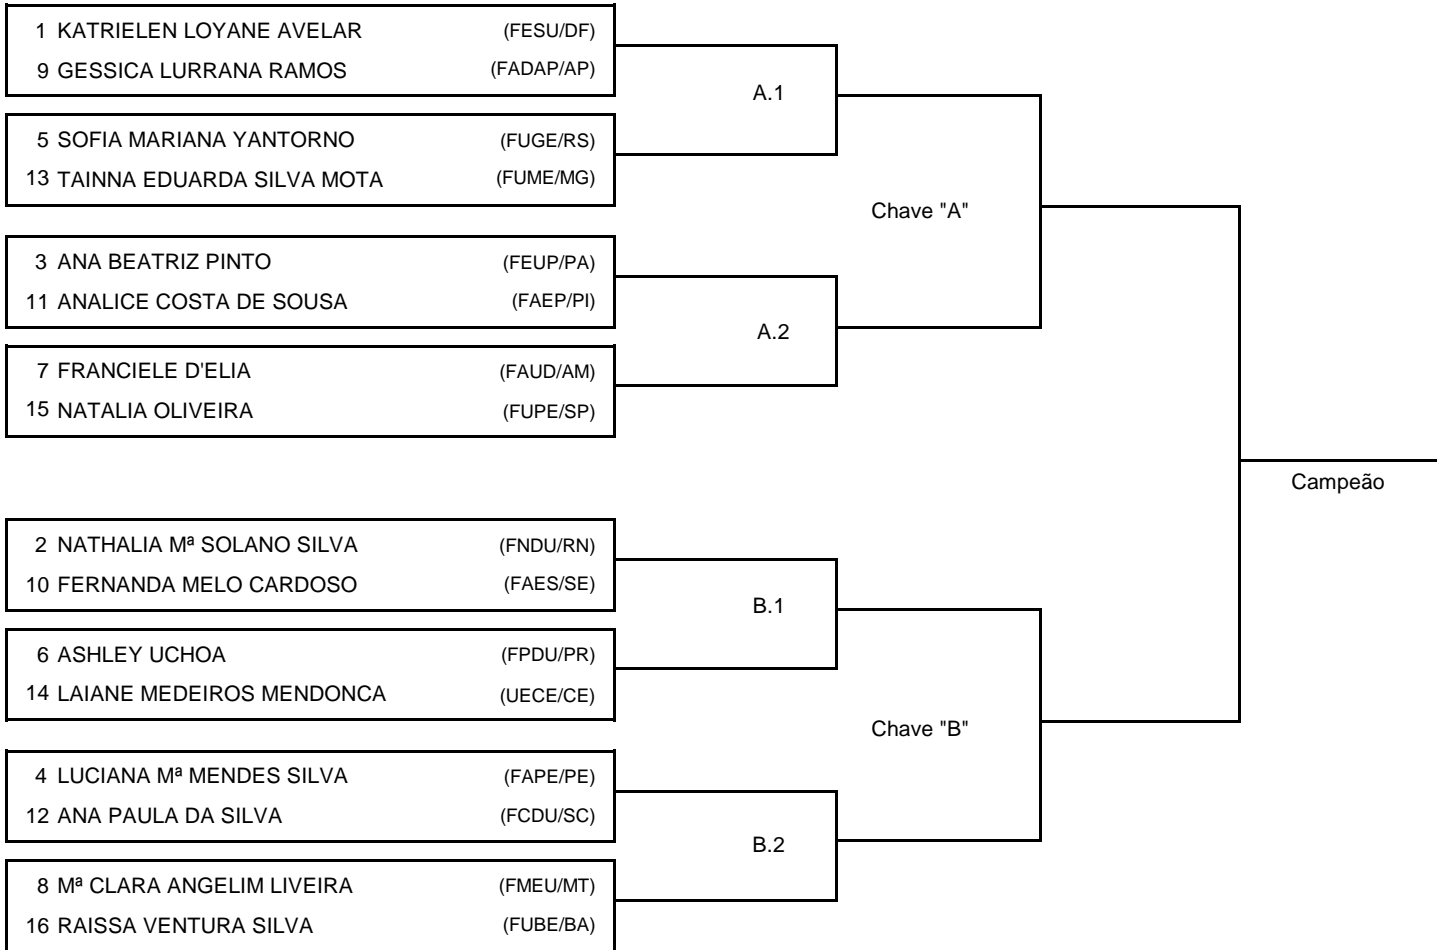 1 KATRIELEN LOYANE AVELAR (FESU/DF)
9 GESSICA LURRANA RAMOS (FADAP/AP)
A.1
5 SOFIA MARIANA YANTORNO (FUGE/RS)
13 TAINNA EDUARDA SILVA MOTA (FUME/MG)
Chave "A"
3 ANA BEATRIZ PINTO (FEUP/PA)
11 ANALICE COSTA DE SOUSA (FAEP/PI)
A.2
7 FRANCIELE D'ELIA (FAUD/AM)
15 NATALIA OLIVEIRA (FUPE/SP)
Campeão
2 NATHALIA Mª SOLANO SILVA (FNDU/RN)
10 FERNANDA MELO CARDOSO (FAES/SE)
B.1
6 ASHLEY UCHOA (FPDU/PR)
14 LAIANE MEDEIROS MENDONCA (UECE/CE)
Chave "B"
4 LUCIANA Mª MENDES SILVA (FAPE/PE)
12 ANA PAULA DA SILVA (FCDU/SC)
B.2
8 Mª CLARA ANGELIM LIVEIRA (FMEU/MT)
16 RAISSA VENTURA SILVA (FUBE/BA)